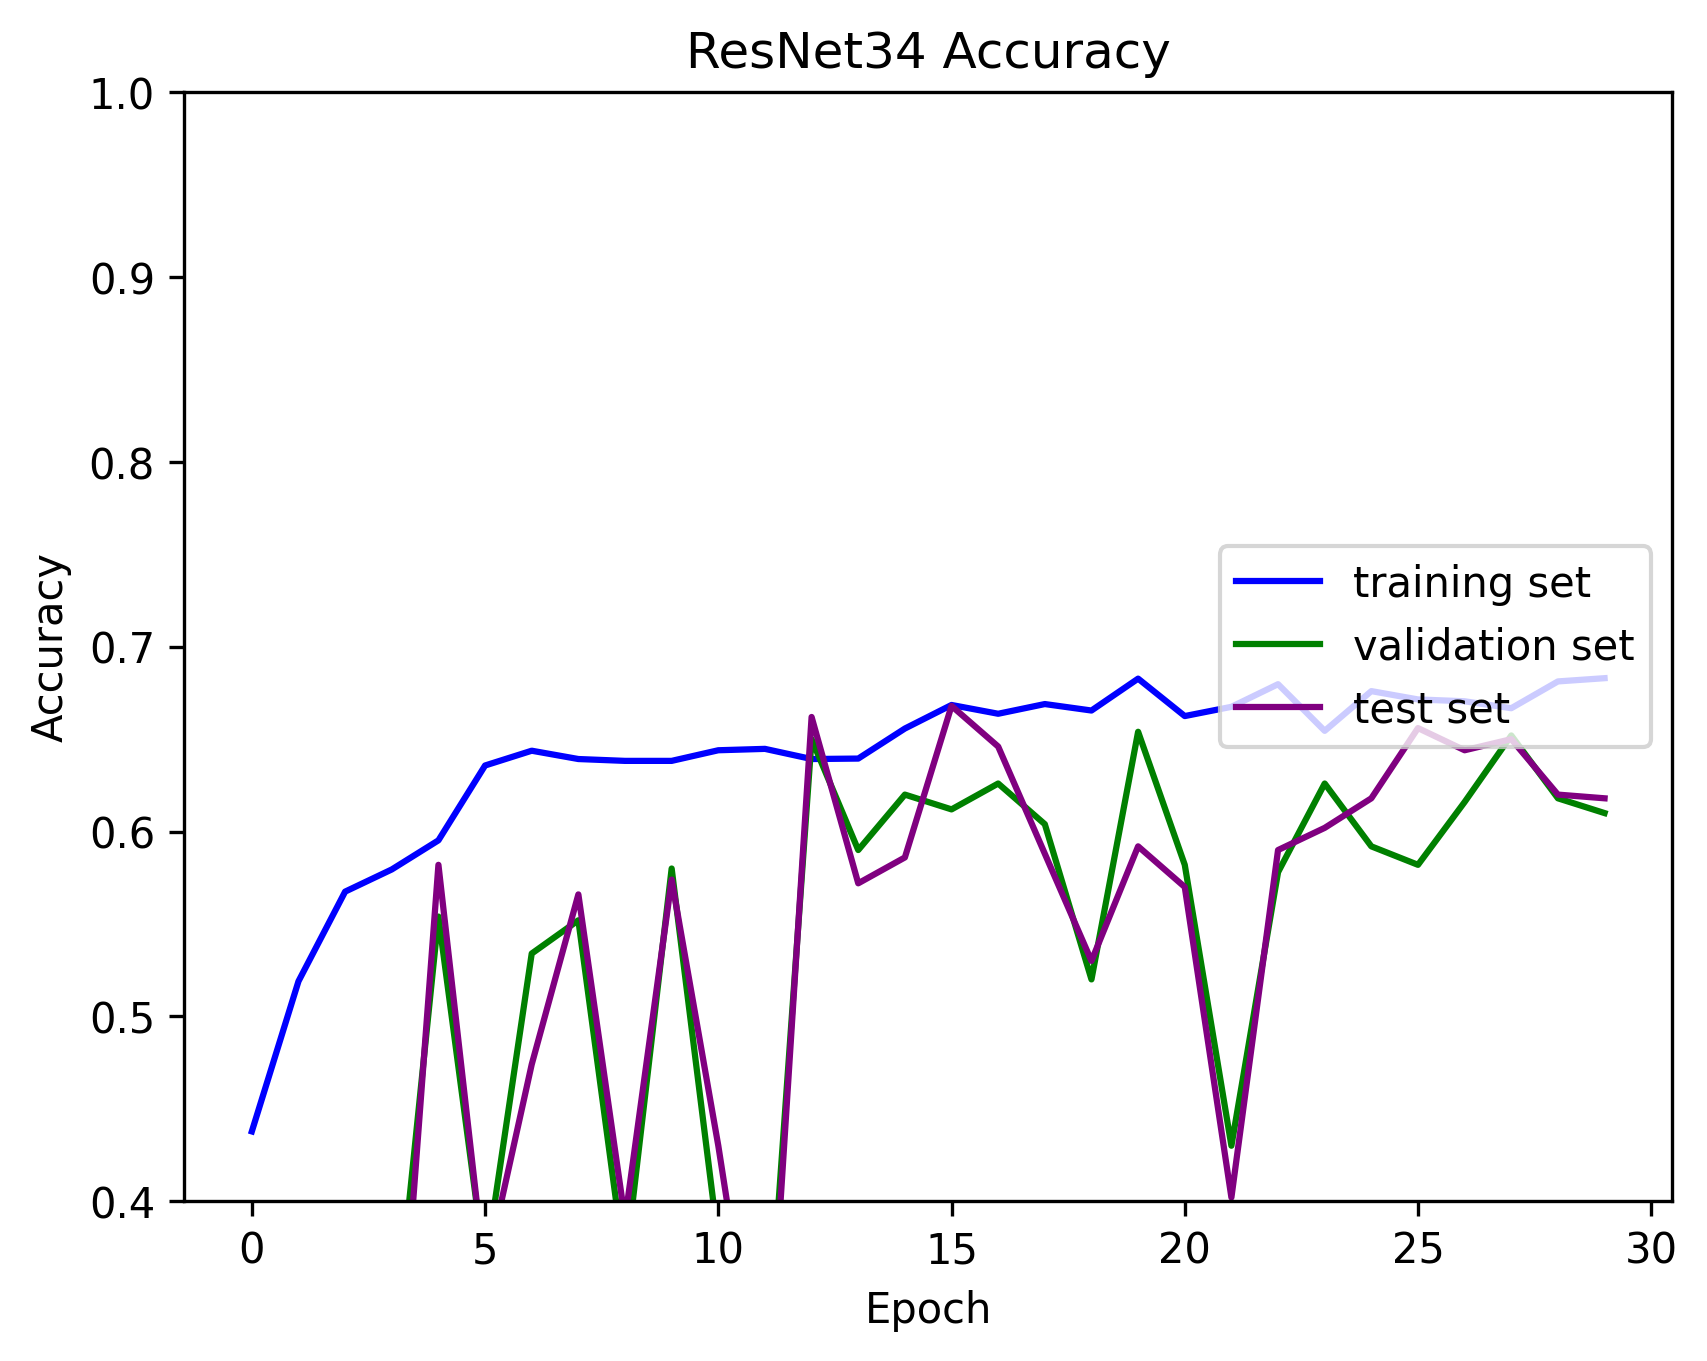 ResNet34 Accuracy
1.0
0.9
0.8
0.7
0.6
0.5
0.4
Accuracy
training set
validation set
test set
0 5 10 15 20 25 30
Epoch